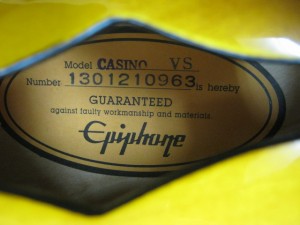 Model CASINO VS
Number 1301210963 is hereby
GUARANTEED
against faulty workmanship and materials
Epiphone